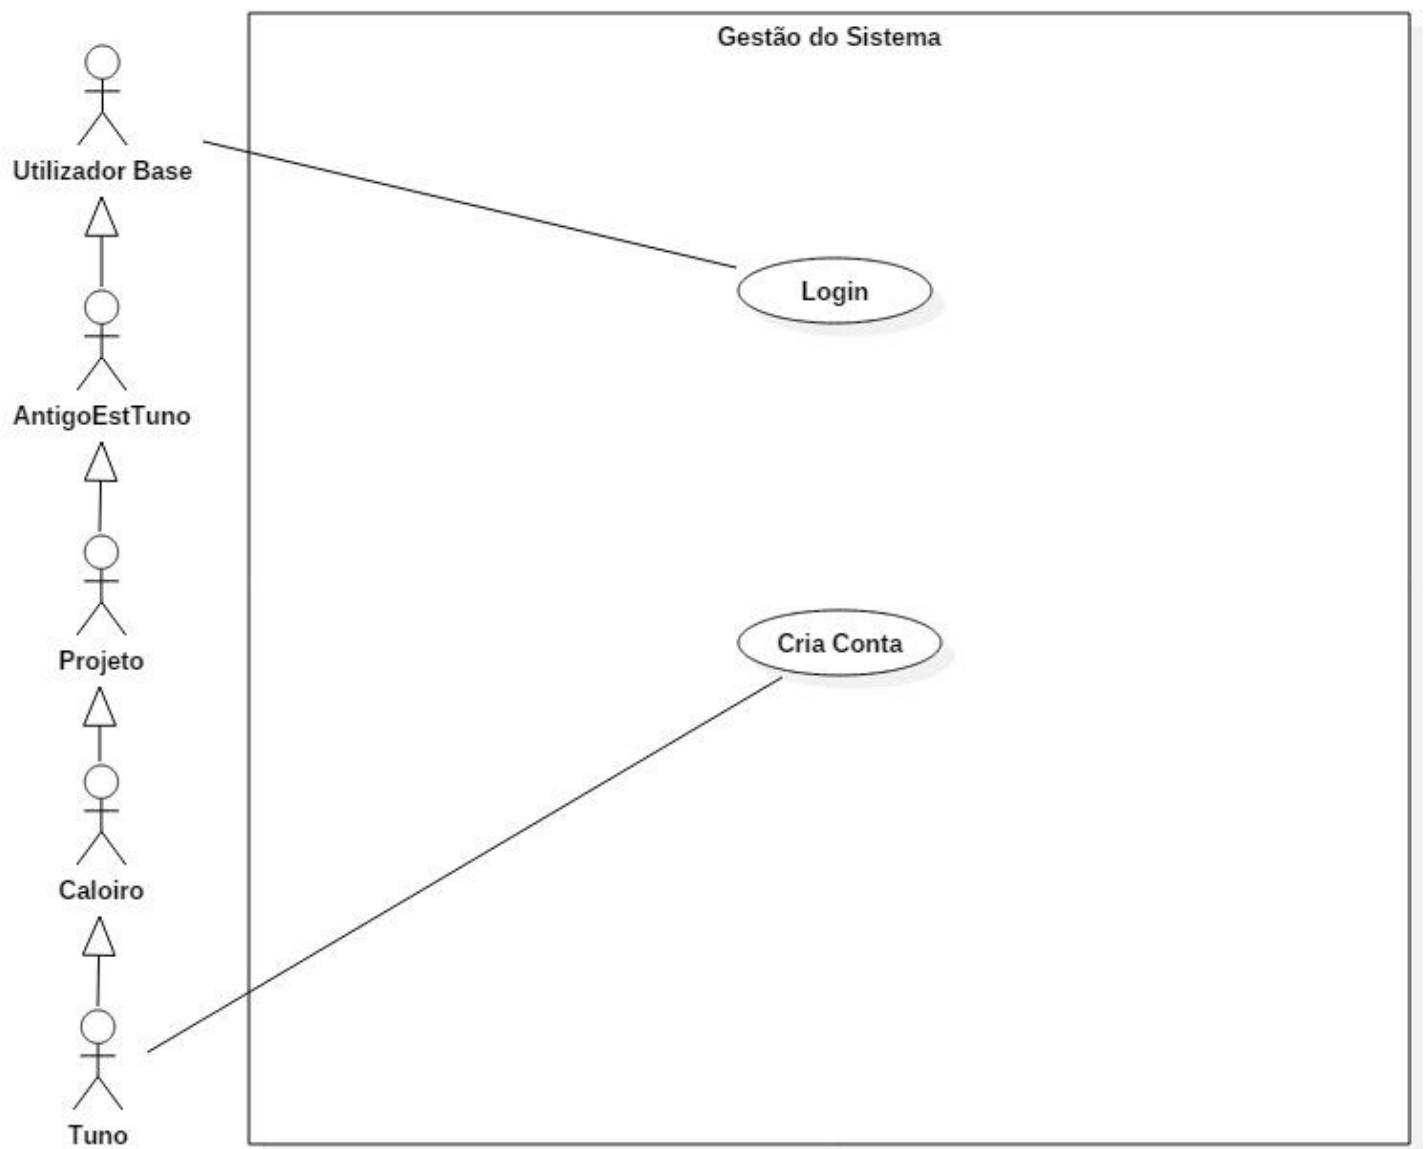 Gestão do Sistema
Utilizador Base
Login
AntigoEstTuno
Cria Conta
Projeto
Caloiro
Tuno